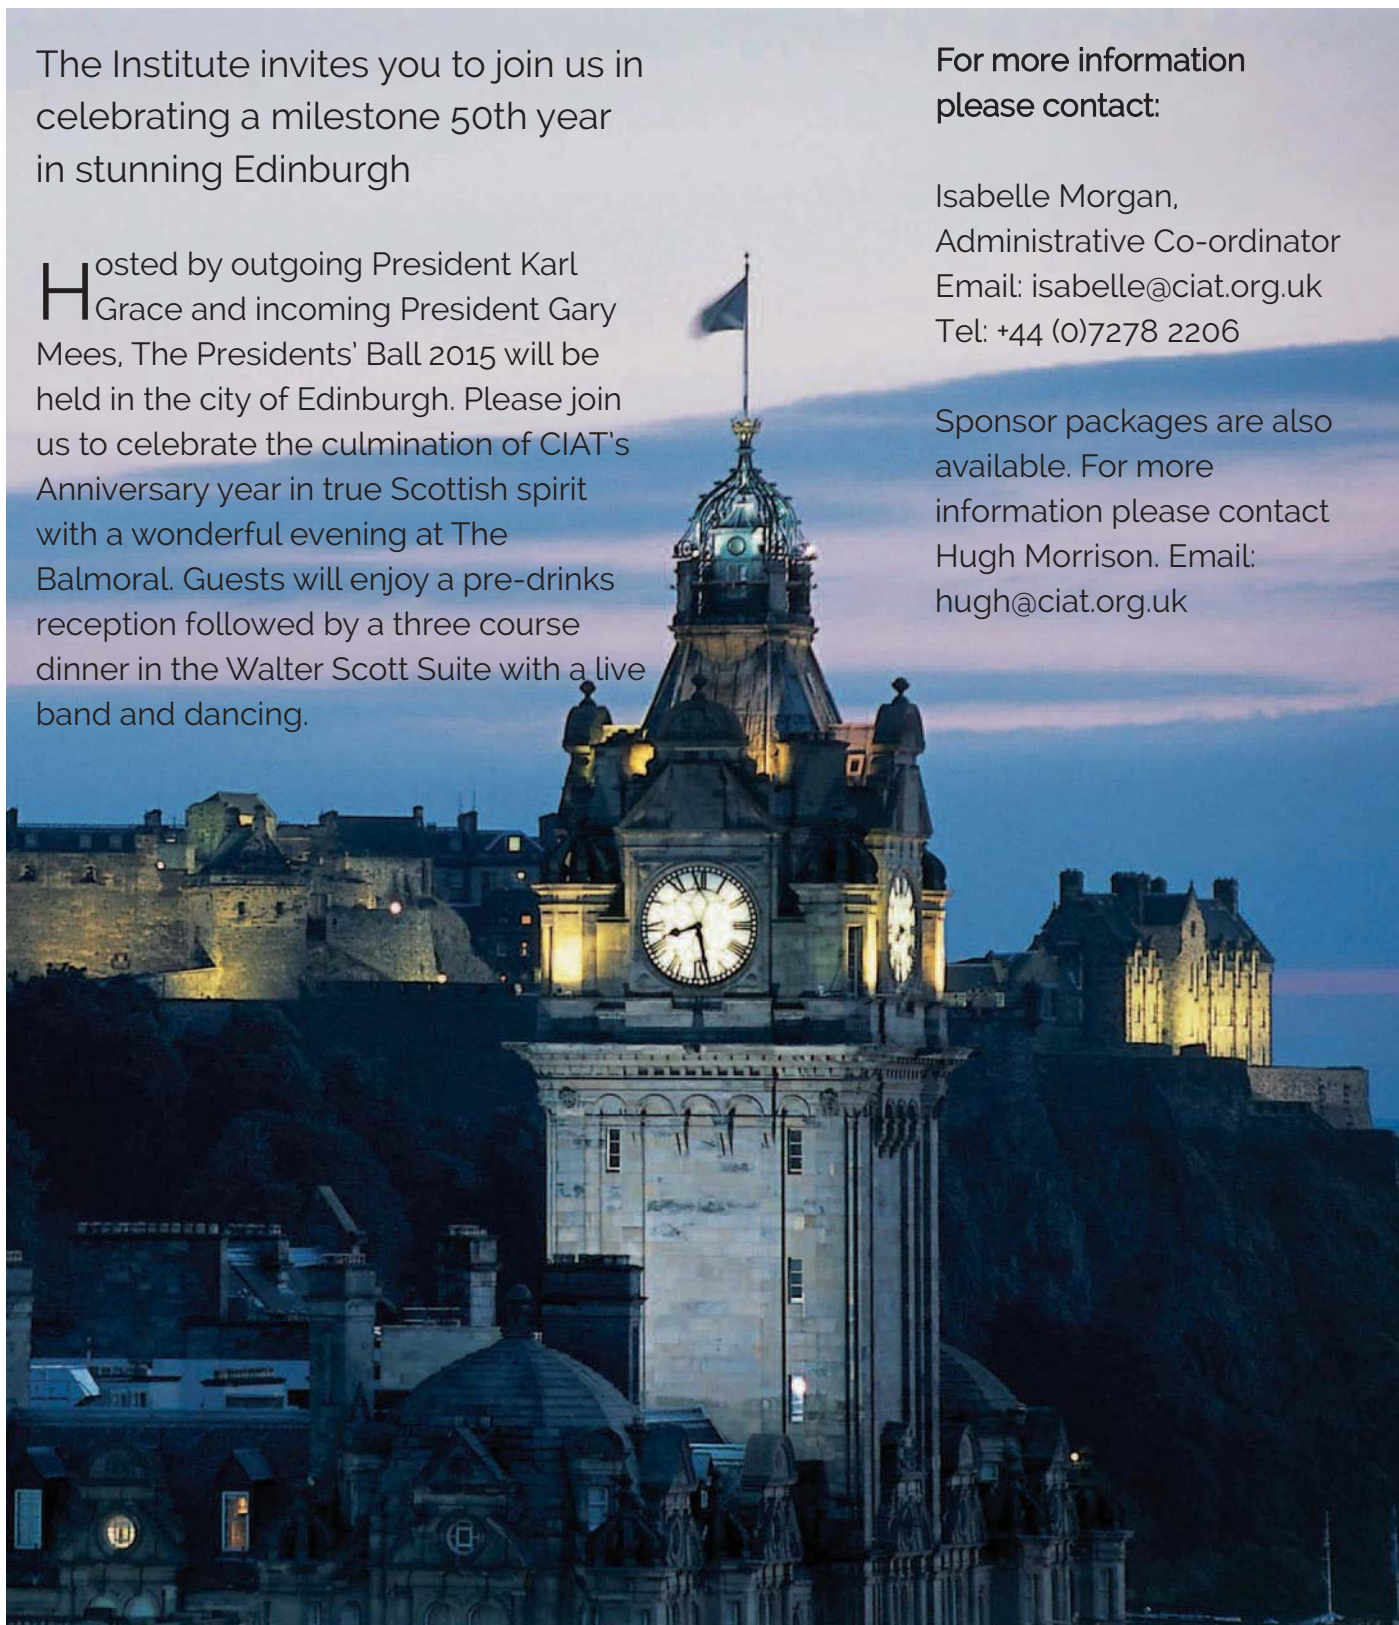 The Institute invites you to join us in
celebrating a milestone 50th year
in stunning Edinburgh
Hosted by outgoing President Karl
Grace and incoming President Gary
Mees, The Presidents' Ball 2015 will be
held in the city of Edinburgh. Please join
us to celebrate the culmination of CIAT's
Anniversary year in true Scottish spirit
with a wonderful evening at The
Balmoral. Guests will enjoy a pre-drinks
reception followed by a three course
dinner in the Walter Scott Suite with a live
band and dancing.
For more information
please contact:
Isabelle Morgan,
Administrative Co-ordinator
Email: isabelle@ciat.org.uk
Tel: +44 (0)7278 2206
Sponsor packages are also
available. For more
information please contact
Hugh Morrison. Email:
hugh@ciat.org.uk